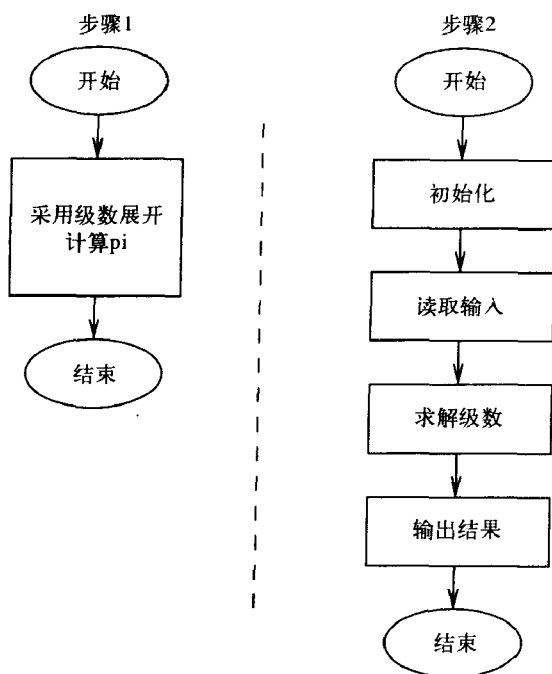 步骤1
开始
采用级数展开
计算pi
结束
步骤2
开始
初始化
读取输入
求解级数
输出结果
结束